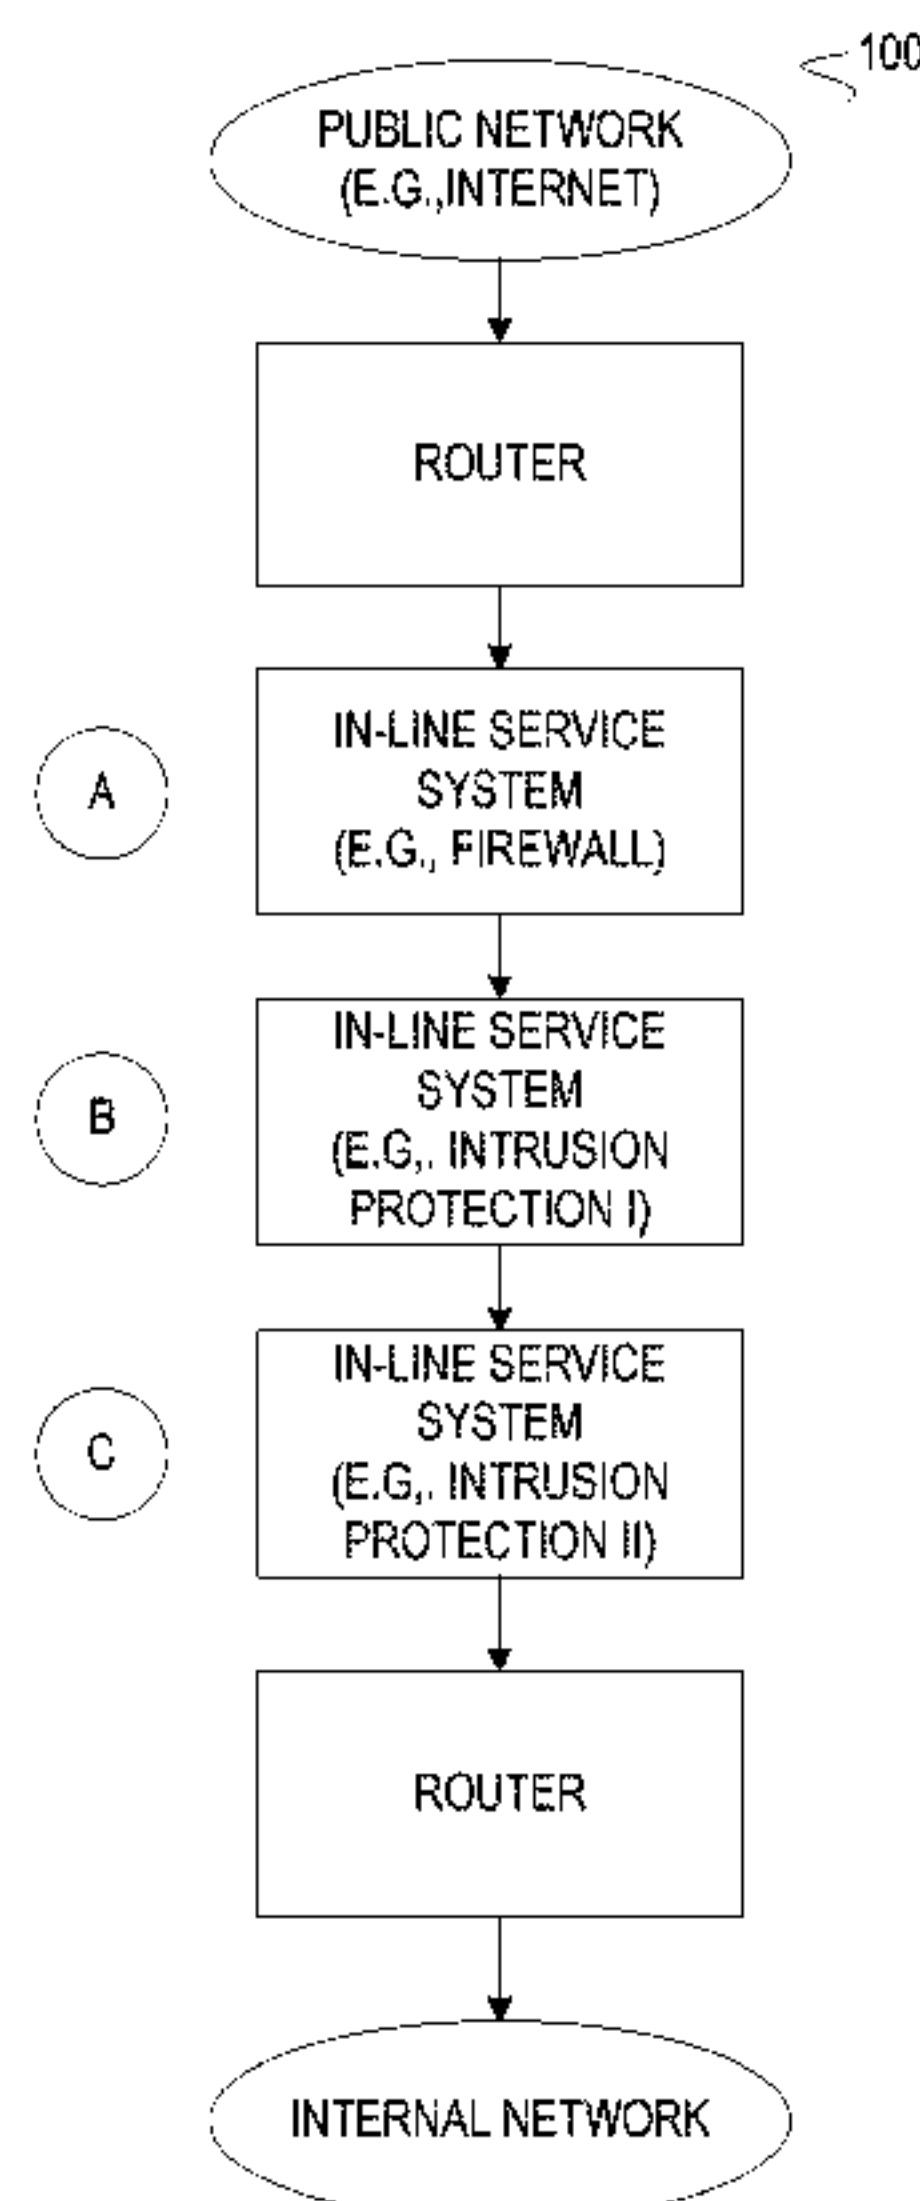 100
PUBLIC NETWORK
(E.G.,INTERNET)
ROUTER
A
IN-LINE SERVICE
SYSTEM
(E.G., FIREWALL)
B
IN-LINE SERVICE
SYSTEM
(E.G,. INTRUSION
PROTECTION I)
C
IN-LINE SERVICE
SYSTEM
(E.G,. INTRUSION
PROTECTION II)
ROUTER
INTERNAL NETWORK